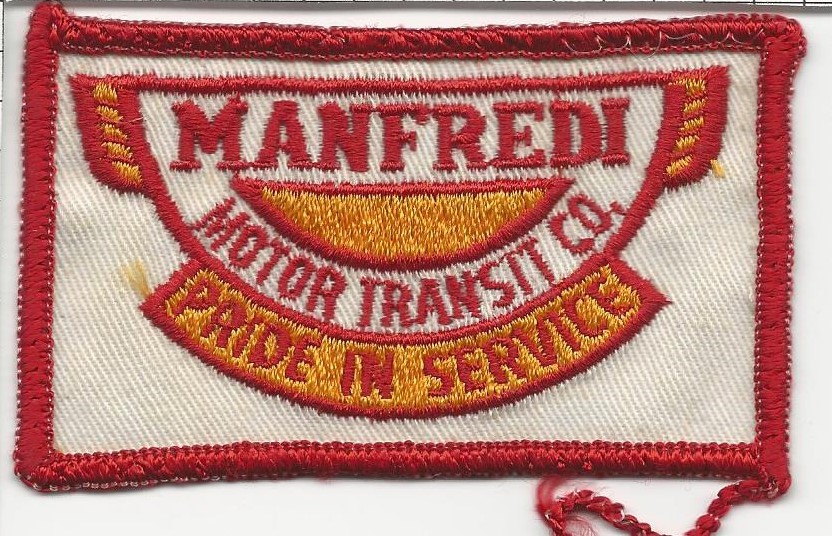 MANFREDI
MOTOR TRANSIT CO.
PRIDE IN SERVICE